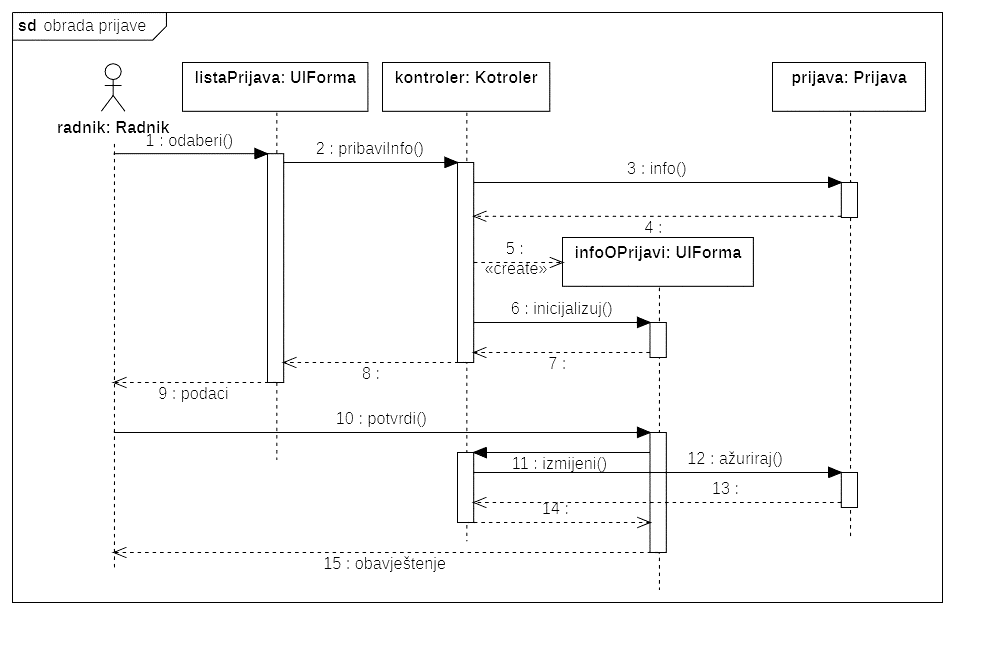 sd obrada prijave
listaPrijava: UIForma
kontroler: Kotroler
prijava: Prijava
radnik: Radnik
1 : odaberi()
2 : pribaviInfo()
3 : info()
4 :
5 :
«create»
infoOPrijavi: UIForma
6 : inicijalizuj()
7 :
8 :
9 : podaci
10 : potvrdi()
11 : izmijeni()
12 : ažuriraj()
13 :
14 :
15 : obavještenje